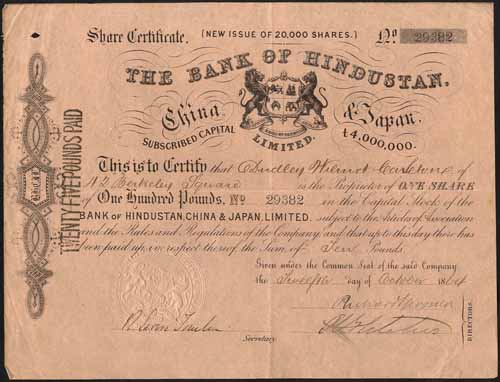 Share Certificate. (NEW ISSUE OF 20,000 SHARES.) No 29382
THE BANK OF HINDUSTAN.
China & Japan.
SUBSCRIBED CAPITAL £4,000,000.
LIMITED.
TWENTY FIVE POUNDS PAID
This is to Certify that Dudley Wilmot Carleton of
N 2 Berkeley Square is the Proprietor of ONE SHARE
of One Hundred Pounds, No 29382 in the Capital Stock of the
BANK OF HINDUSTAN, CHINA & JAPAN, LIMITED. subject to the Articles of Association
and the Rules and Regulations of the Company, and that up to this day there has
been paid up, in respect thereof, the Sum of Ten Pounds.
Given under the Common Seal of the said Company,
the Twelfth day of October 1864
Secretary
DIRECTORS.